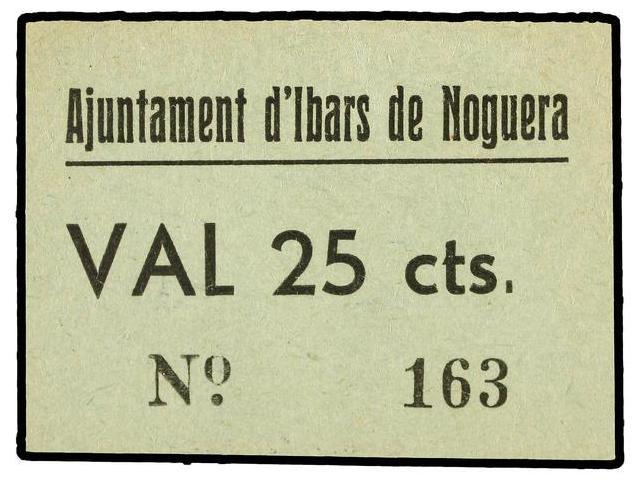 Ajuntament d'Ibars de Noguera
VAL 25 cts.
Nº 163